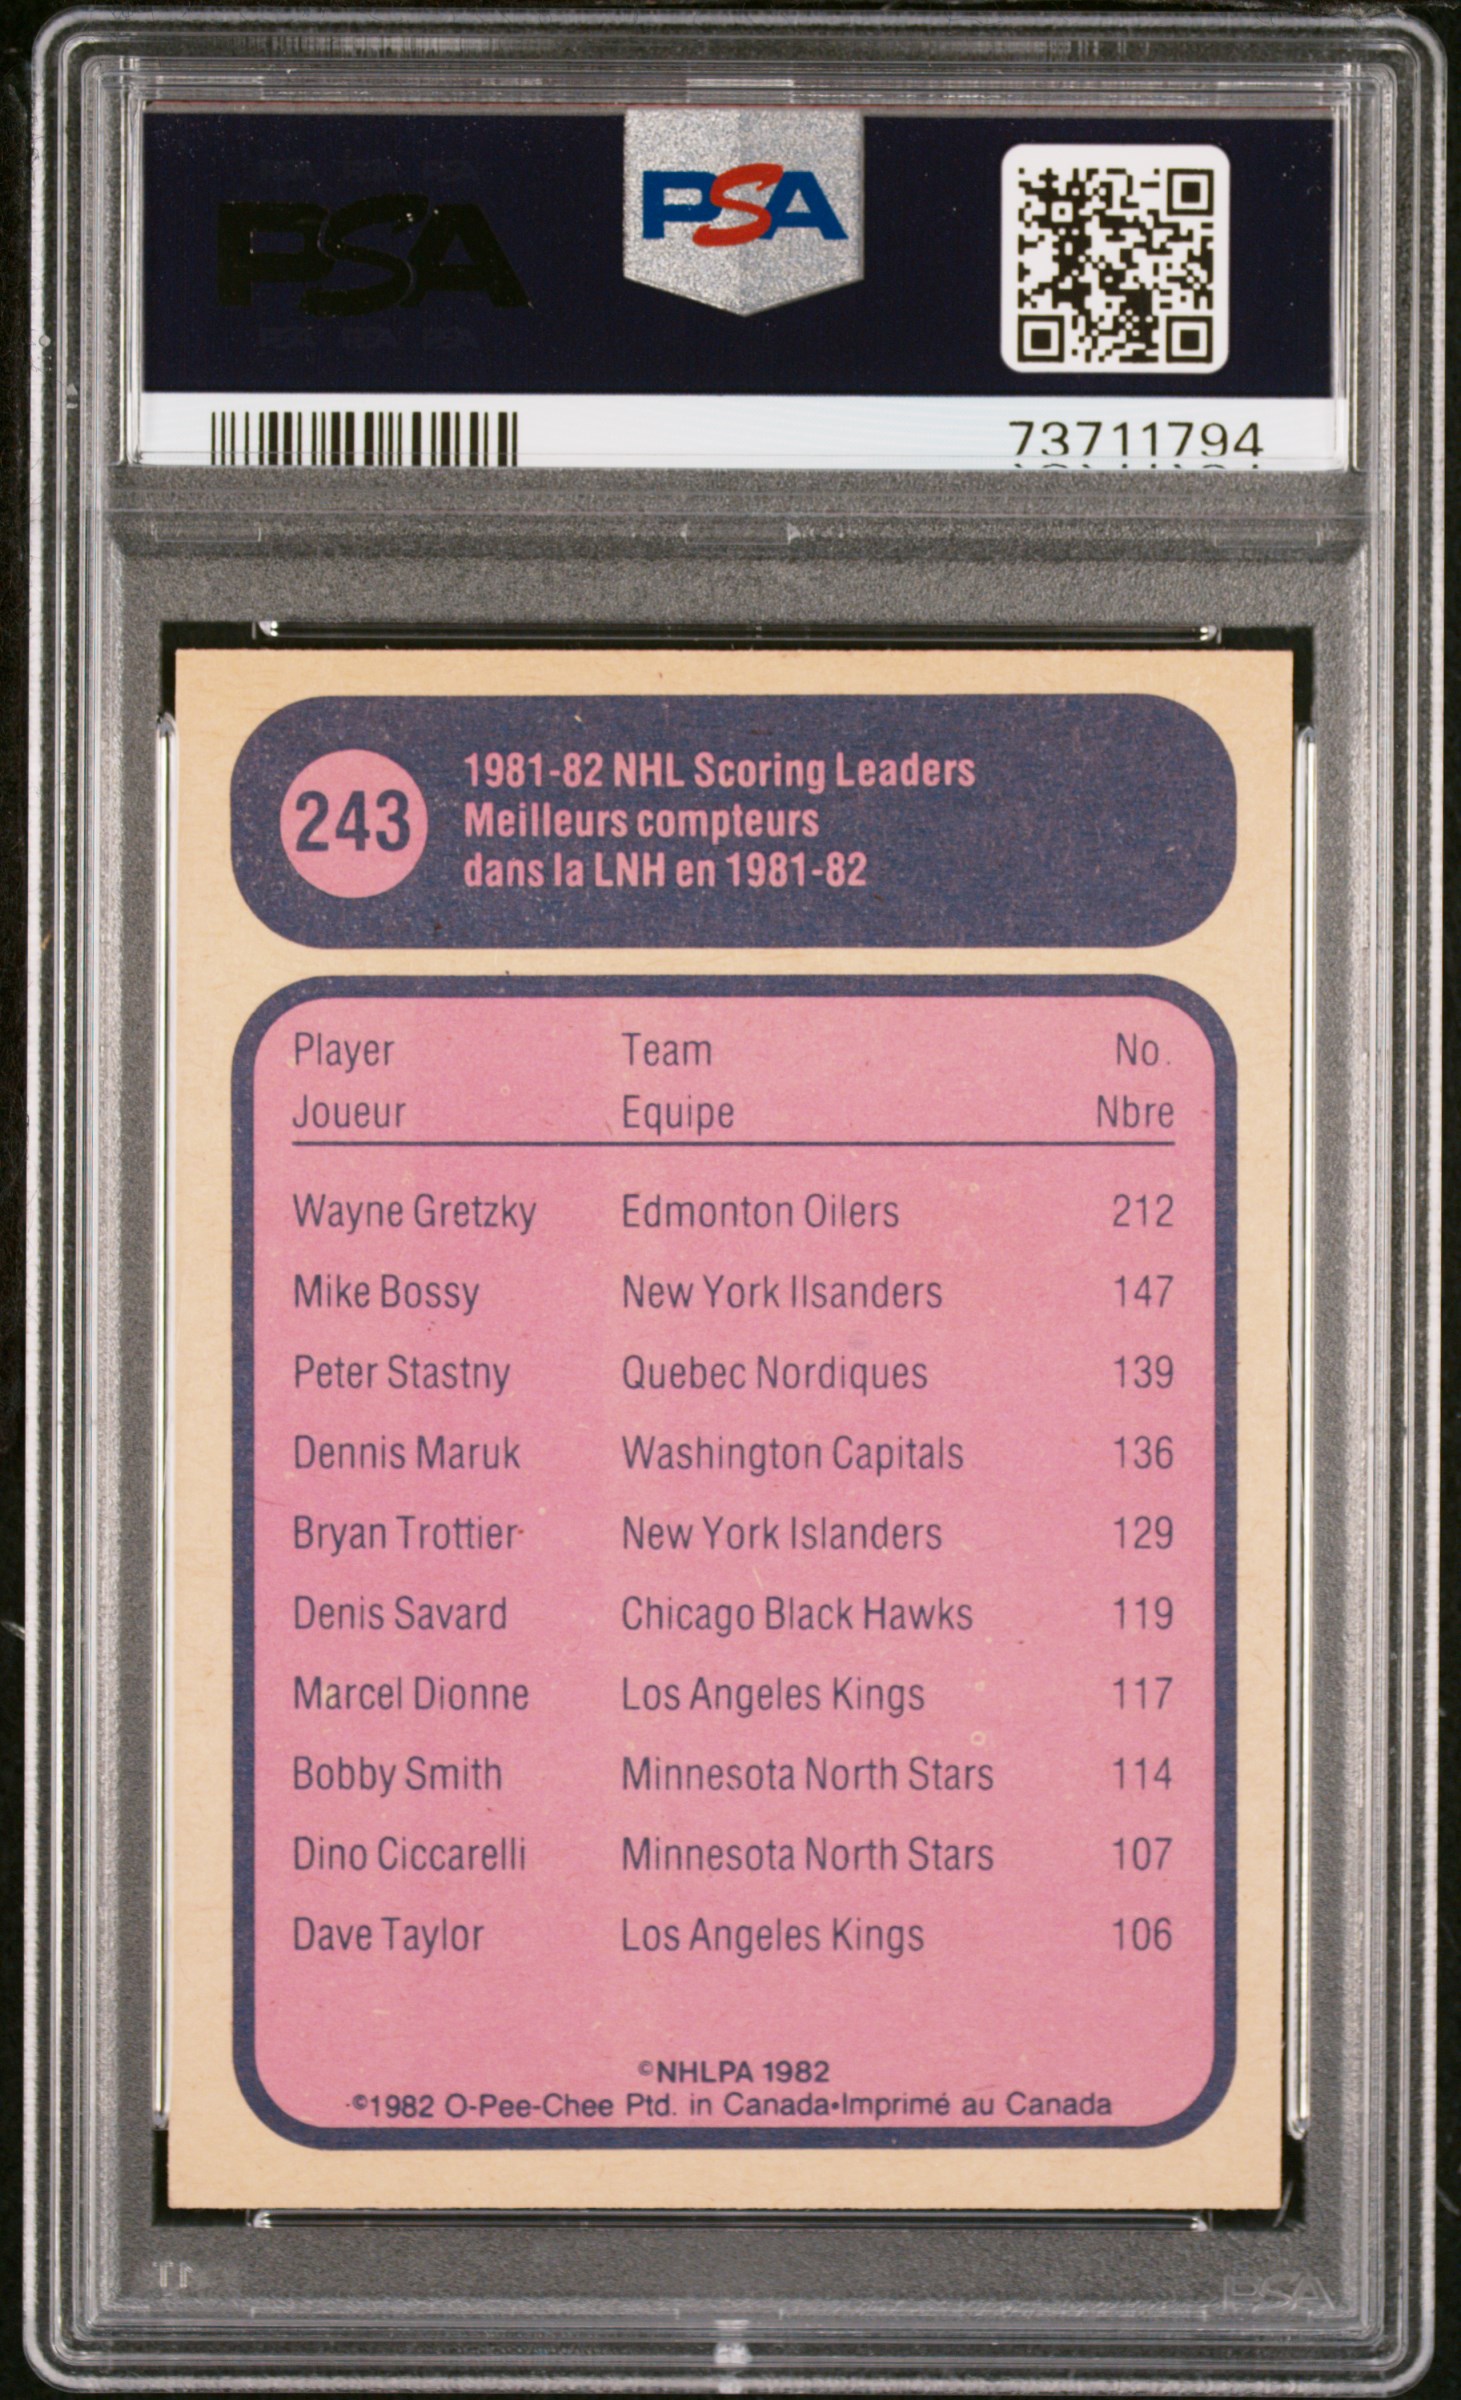 PSA
PSA
73711794
243
1981-82 NHL Scoring Leaders
Meilleurs compteurs
dans la LNH en 1981-82
Player Team No.
Joueur Equipe Nbre
Wayne Gretzky Edmonton Oilers 212
Mike Bossy New York Ilsanders 147
Peter Stastny Quebec Nordiques 139
Dennis Maruk Washington Capitals 136
Bryan Trottier New York Islanders 129
Denis Savard Chicago Black Hawks 119
Marcel Dionne Los Angeles Kings 117
Bobby Smith Minnesota North Stars 114
Dino Ciccarelli Minnesota North Stars 107
Dave Taylor Los Angeles Kings 106
©NHLPA 1982
©1982 O-Pee-Chee Ptd. in Canada•Imprimé au Canada
PSA